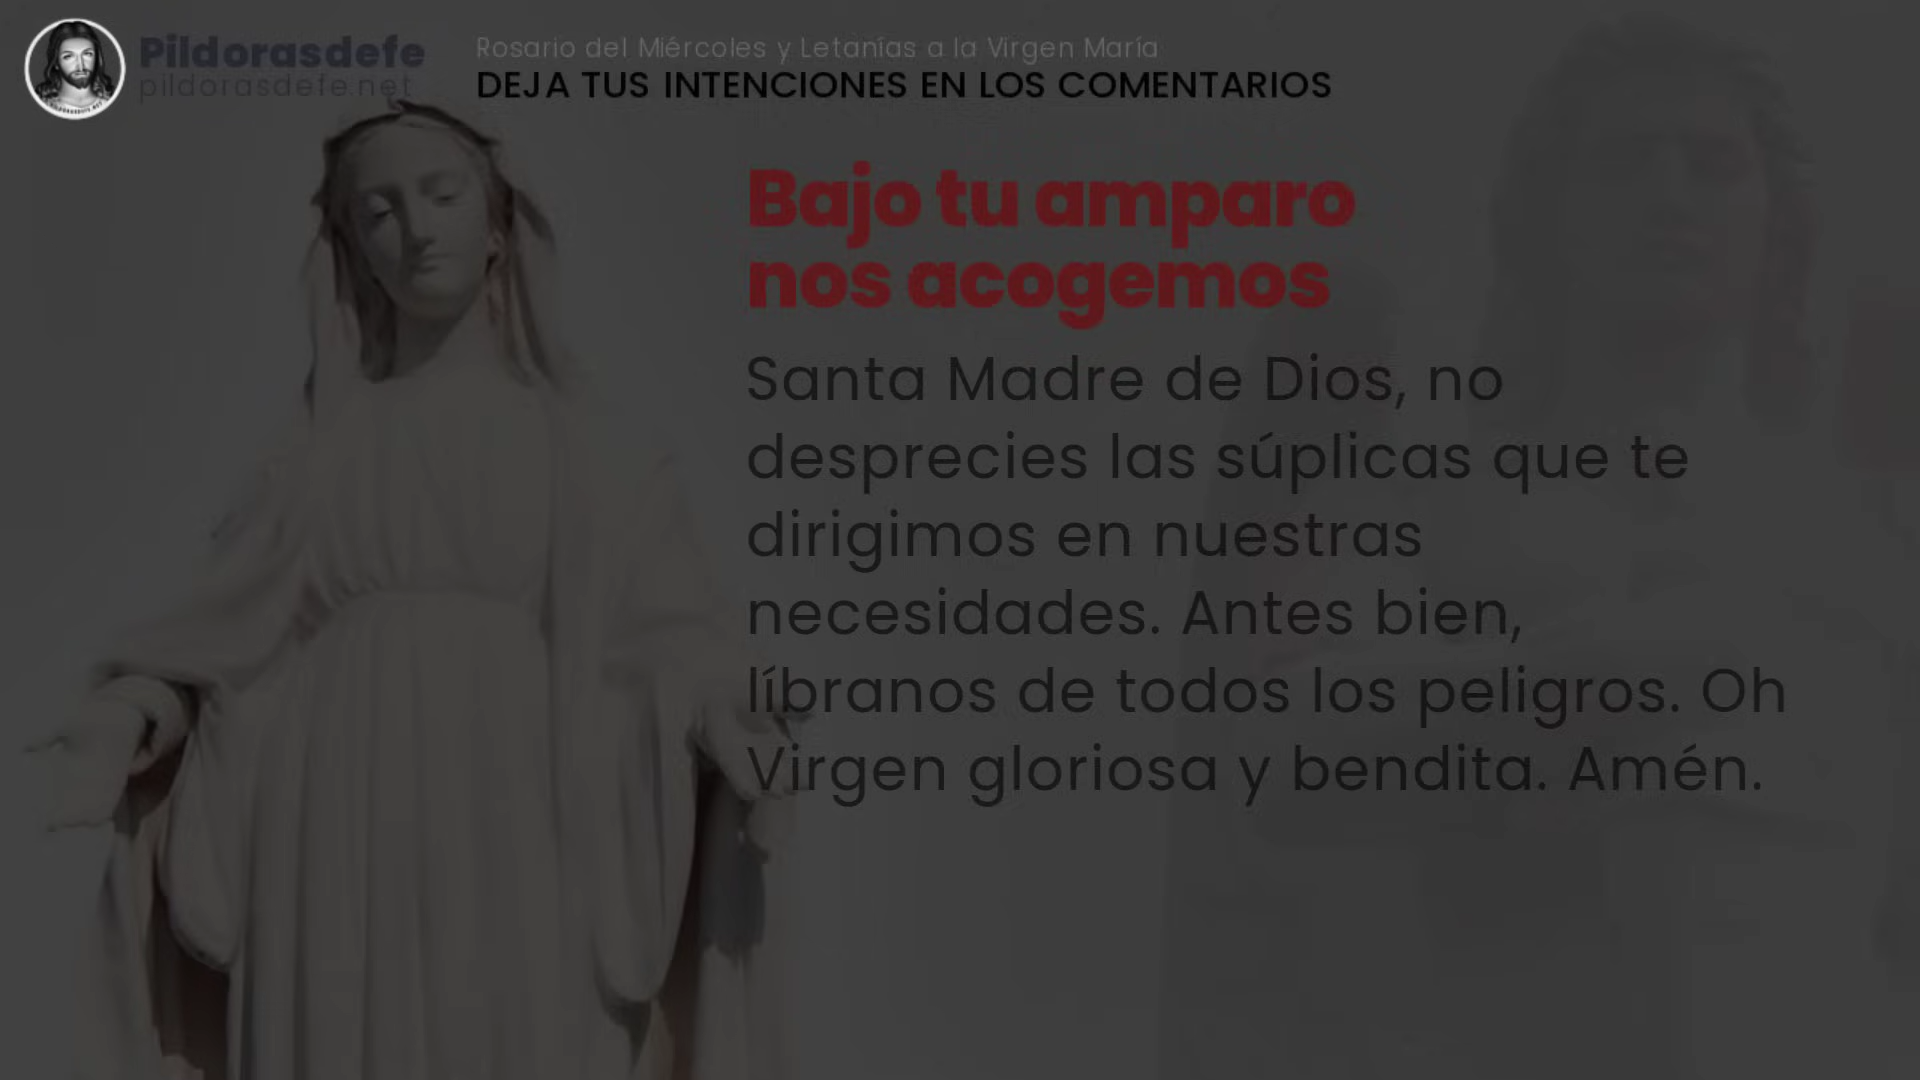 Pildorasdefe
pildorasdefe.net
Rosario del Miércoles y Letanías a la Virgen María
DEJA TUS INTENCIONES EN LOS COMENTARIOS
Bajo tu amparo
nos acogemos
Santa Madre de Dios, no
desprecies las súplicas que te
dirigimos en nuestras
necesidades. Antes bien,
líbranos de todos los peligros. Oh
Virgen gloriosa y bendita. Amén.